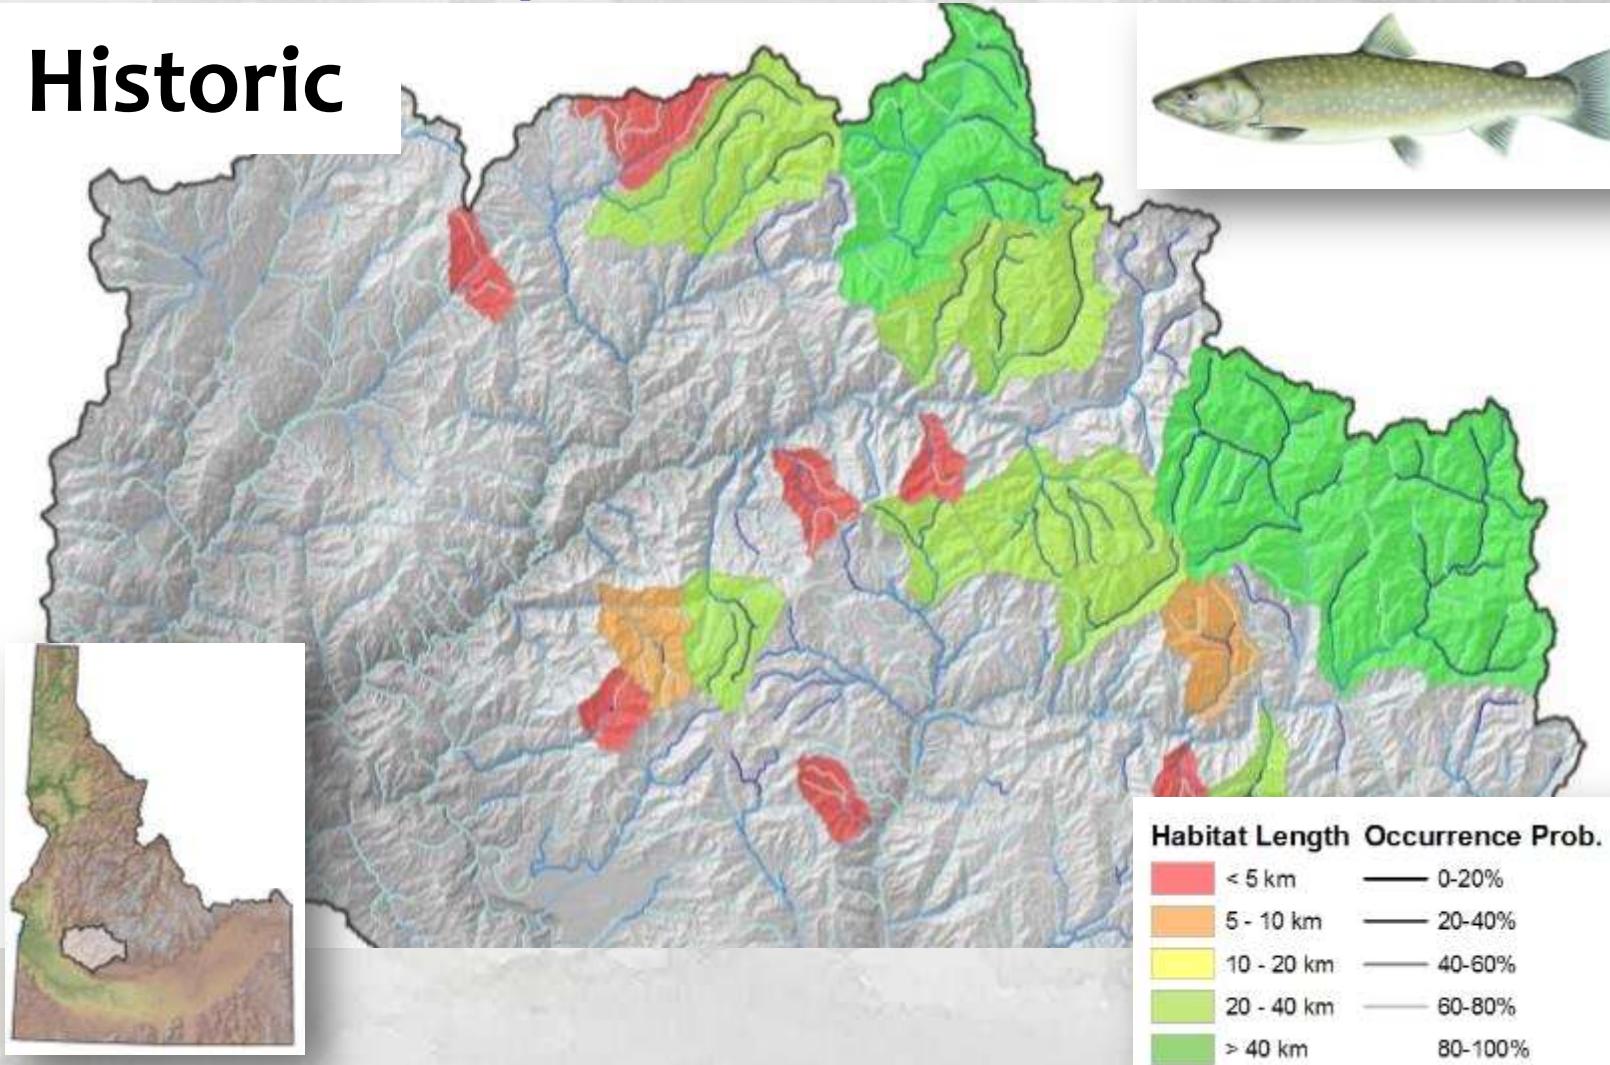 Historic
Habitat Length Occurrence Prob.
< 5 km 0-20%
5 - 10 km 20-40%
10 - 20 km 40-60%
20 - 40 km 60-80%
> 40 km 80-100%